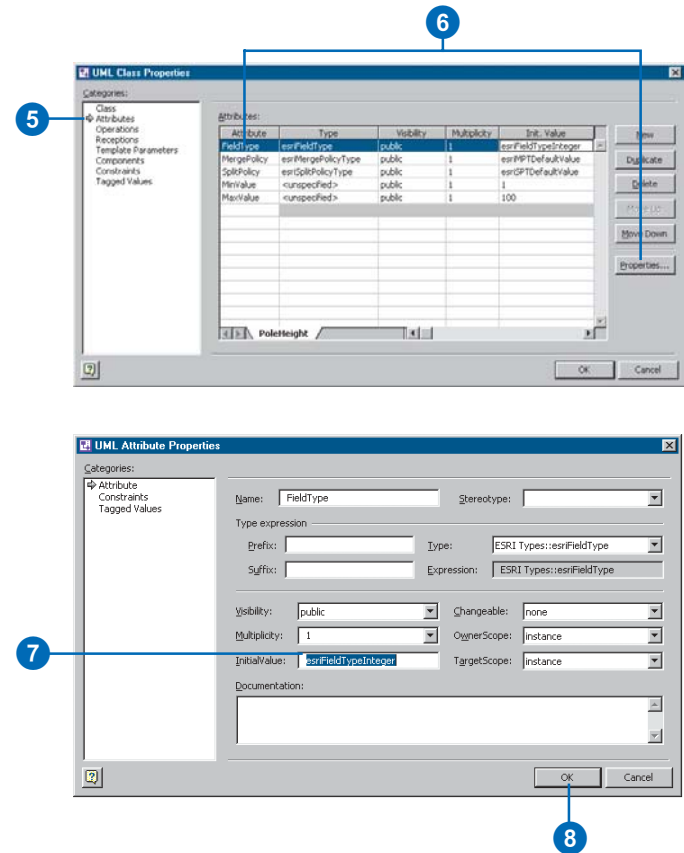 6
UML Class Properties
Categories:
5
Class
Attributes
Operations
Receptions
Template Parameters
Components
Constraints
Tagged Values
Attributes:
Attribute Type Visibility Multiplicity Init. Value
FieldType esriFieldType public 1 esriFieldTypeInteger
MergePolicy esriMergePolicyType public 1 esriMPTDefaultValue
SplitPolicy esriSplitPolicyType public 1 esriSPTDefaultValue
MinValue <unspecified> public 1 1
MaxValue <unspecified> public 1 100
New
Duplicate
Delete
Move Up
Move Down
Properties...
PoleHeight
OK Cancel
UML Attribute Properties
Categories:
Attribute
Constraints
Tagged Values
Name: FieldType Stereotype:
Type expression
Prefix: Type: ESRI Types::esriFieldType
Suffix: Expression: ESRI Types::esriFieldType
Visibility: public Changeable: none
Multiplicity: 1 OwnerScope: instance
7
InitialValue: esriFieldTypeInteger TargetScope: instance
Documentation:
OK Cancel
8